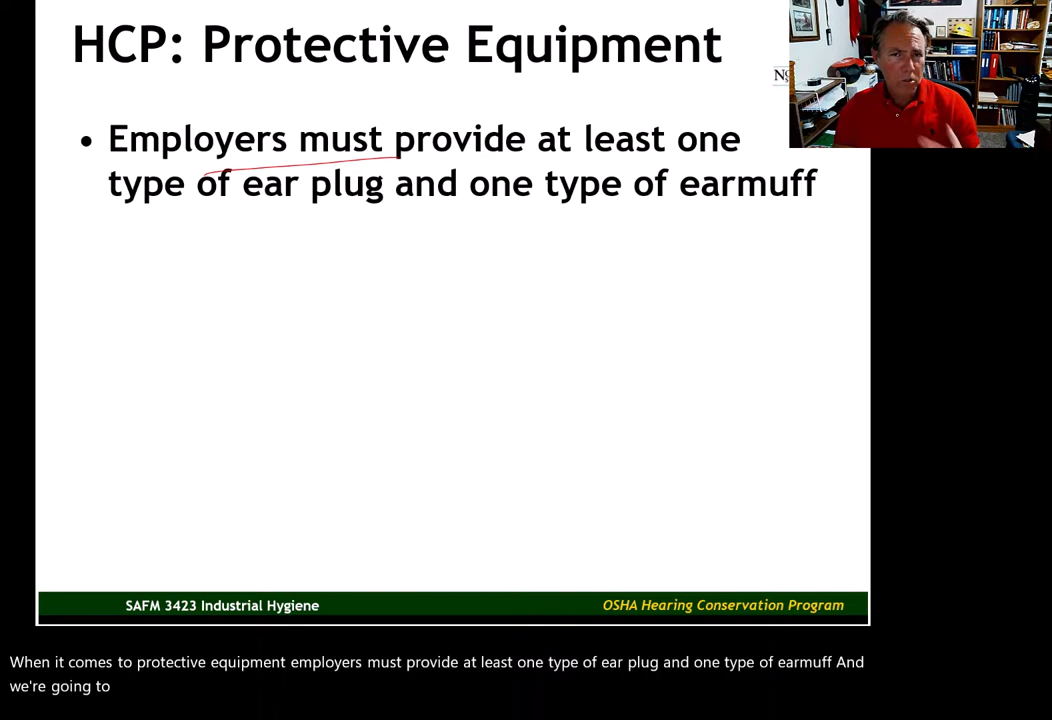 HCP: Protective Equipment
• Employers must provide at least one
type of ear plug and one type of earmuff
SAFM 3423 Industrial Hygiene
OSHA Hearing Conservation Program
When it comes to protective equipment employers must provide at least one type of ear plug and one type of earmuff And
we're going to